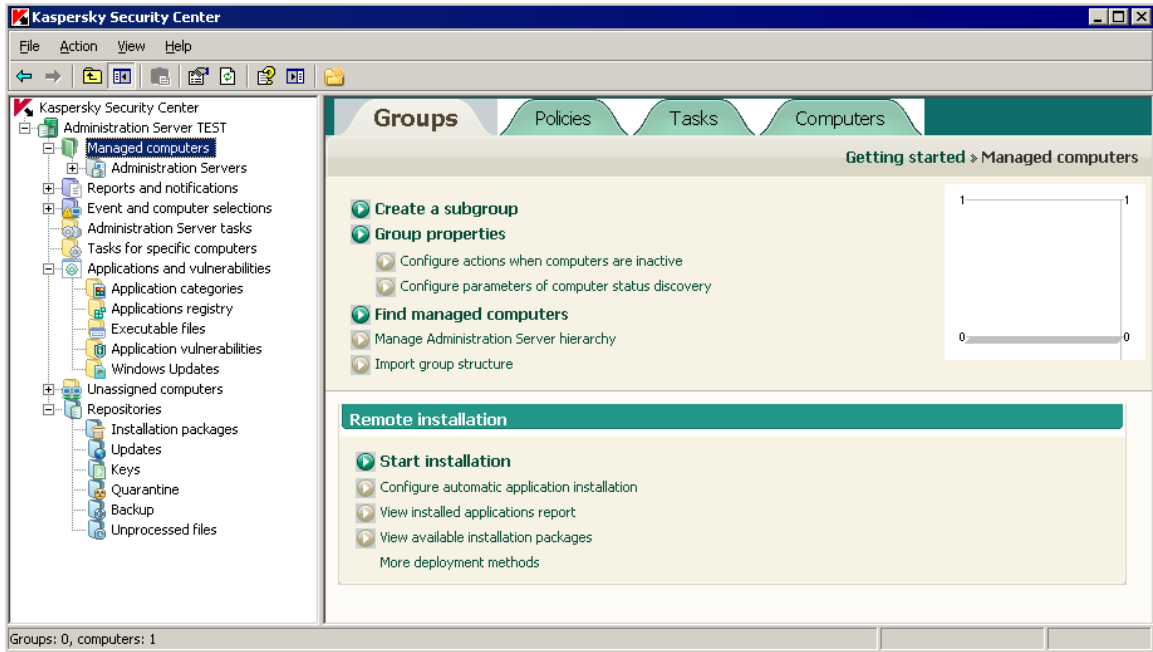 Kaspersky Security Center
File Action View Help
Kaspersky Security Center
Administration Server TEST
Managed computers
Administration Servers
Reports and notifications
Event and computer selections
Administration Server tasks
Tasks for specific computers
Applications and vulnerabilities
Application categories
Applications registry
Executable files
Application vulnerabilities
Windows Updates
Unassigned computers
Repositories
Installation packages
Updates
Keys
Quarantine
Backup
Unprocessed files
Groups Policies Tasks Computers
Getting started » Managed computers
Create a subgroup
Group properties
Configure actions when computers are inactive
Configure parameters of computer status discovery
Find managed computers
Manage Administration Server hierarchy
Import group structure
1 1
0 0
Remote installation
Start installation
Configure automatic application installation
View installed applications report
View available installation packages
More deployment methods
Groups: 0, computers: 1